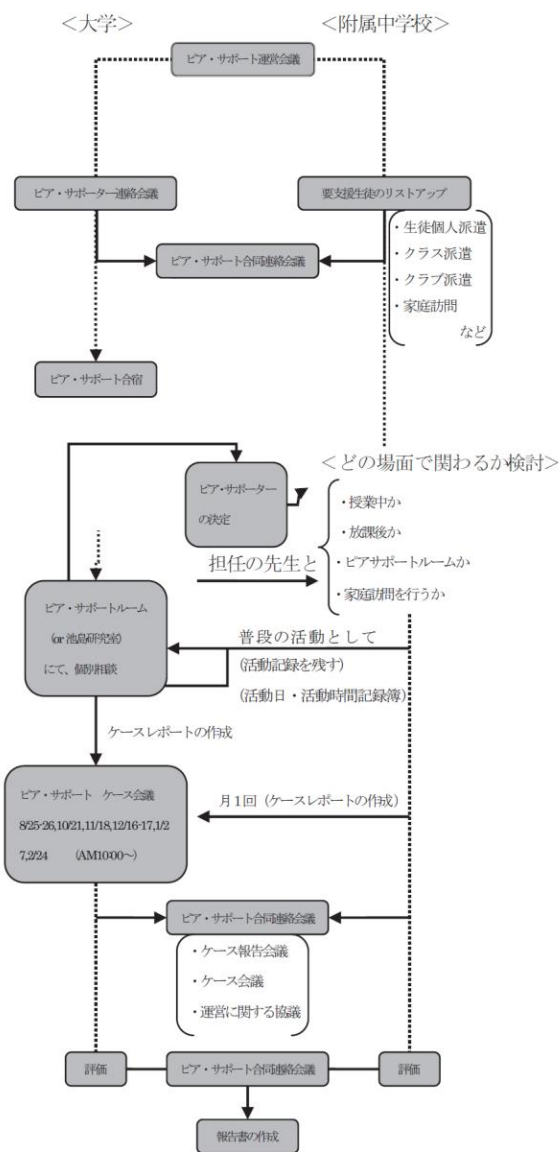 ＜大学＞
＜附属中学校＞
ピア・サポート運営会議
ピア・サポーター連絡会議
要支援生徒のリストアップ
・生徒個人派遣
・クラス派遣
・クラブ派遣
・家庭訪問
など
ピア・サポート合同連絡会議
ピア・サポート合宿
＜どの場面で関わるか検討＞
ピア・サポーター
の決定
・授業中か
・放課後か
・ピアサポートルームか
・家庭訪問を行うか
担任の先生と
ピア・サポートルーム
(or 池島研究室)
にて、個別相談
普段の活動として
(活動記録を残す)
(活動日・活動時間記録簿)
ケースレポートの作成
ピア・サポート　ケース会議
8/25-26,10/21,11/18,12/16-17,1/2
7,2/24　(AM10:00～)
月1回（ケースレポートの作成）
ピア・サポート合同連絡会議
・ケース報告会議
・ケース会議
・運営に関する協議
評価
ピア・サポート合同連絡会議
評価
報告書の作成